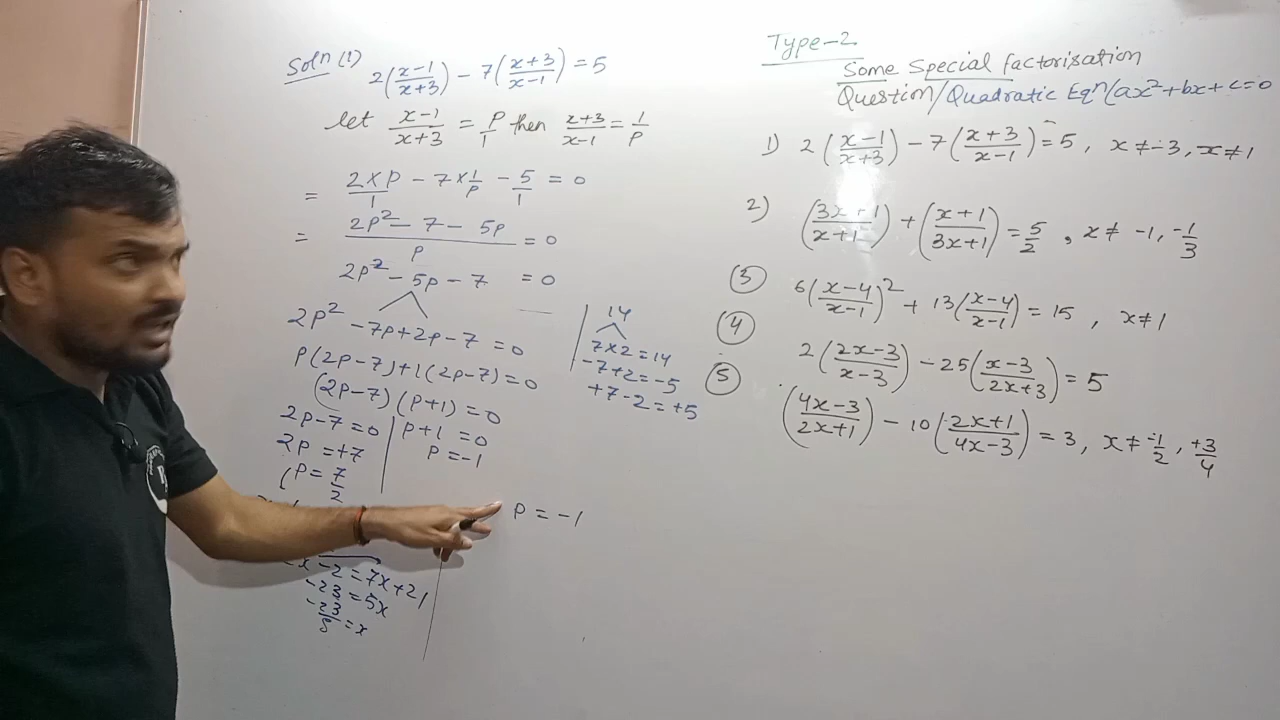 Solⁿ (1) 2((x-1)/(x+3)) - 7((x+3)/(x-1)) = 5
let (x-1)/(x+3) = P/1 then (x+3)/(x-1) = 1/P
= (2×P)/1 - 7×1/P - 5/1 = 0
= (2P² - 7 - 5P)/P = 0
2P² - 5P - 7 = 0
2P² - 7P + 2P - 7 = 0
P(2P-7)+1(2P-7) = 0
(2P-7)(P+1) = 0
2P-7 = 0
2P = +7
P = 7/2
P+1 = 0
P = -1
14
7×2 = 14
-7+2 = -5
+7-2 = +5
-2 = 7x+21
-23 = 5x
-23/5 = x
P = -1
Type-2
Some Special factorisation
Question/Quadratic Eqⁿ(ax²+bx+c=0
1) 2((x-1)/(x+3)) - 7((x+3)/(x-1)) = 5, x≠-3, x≠1
2) ((3x+1)/(x+1)) + ((x+1)/(3x+1)) = 5/2, x≠ -1, -1/3
(3) 6((x-4)/(x-1))² + 13((x-4)/(x-1)) = 15, x≠1
(4) 2((2x-3)/(x-3)) - 25((x-3)/(2x+3)) = 5
(5) ((4x-3)/(2x+1)) - 10((2x+1)/(4x-3)) = 3, x≠ -1/2, +3/4